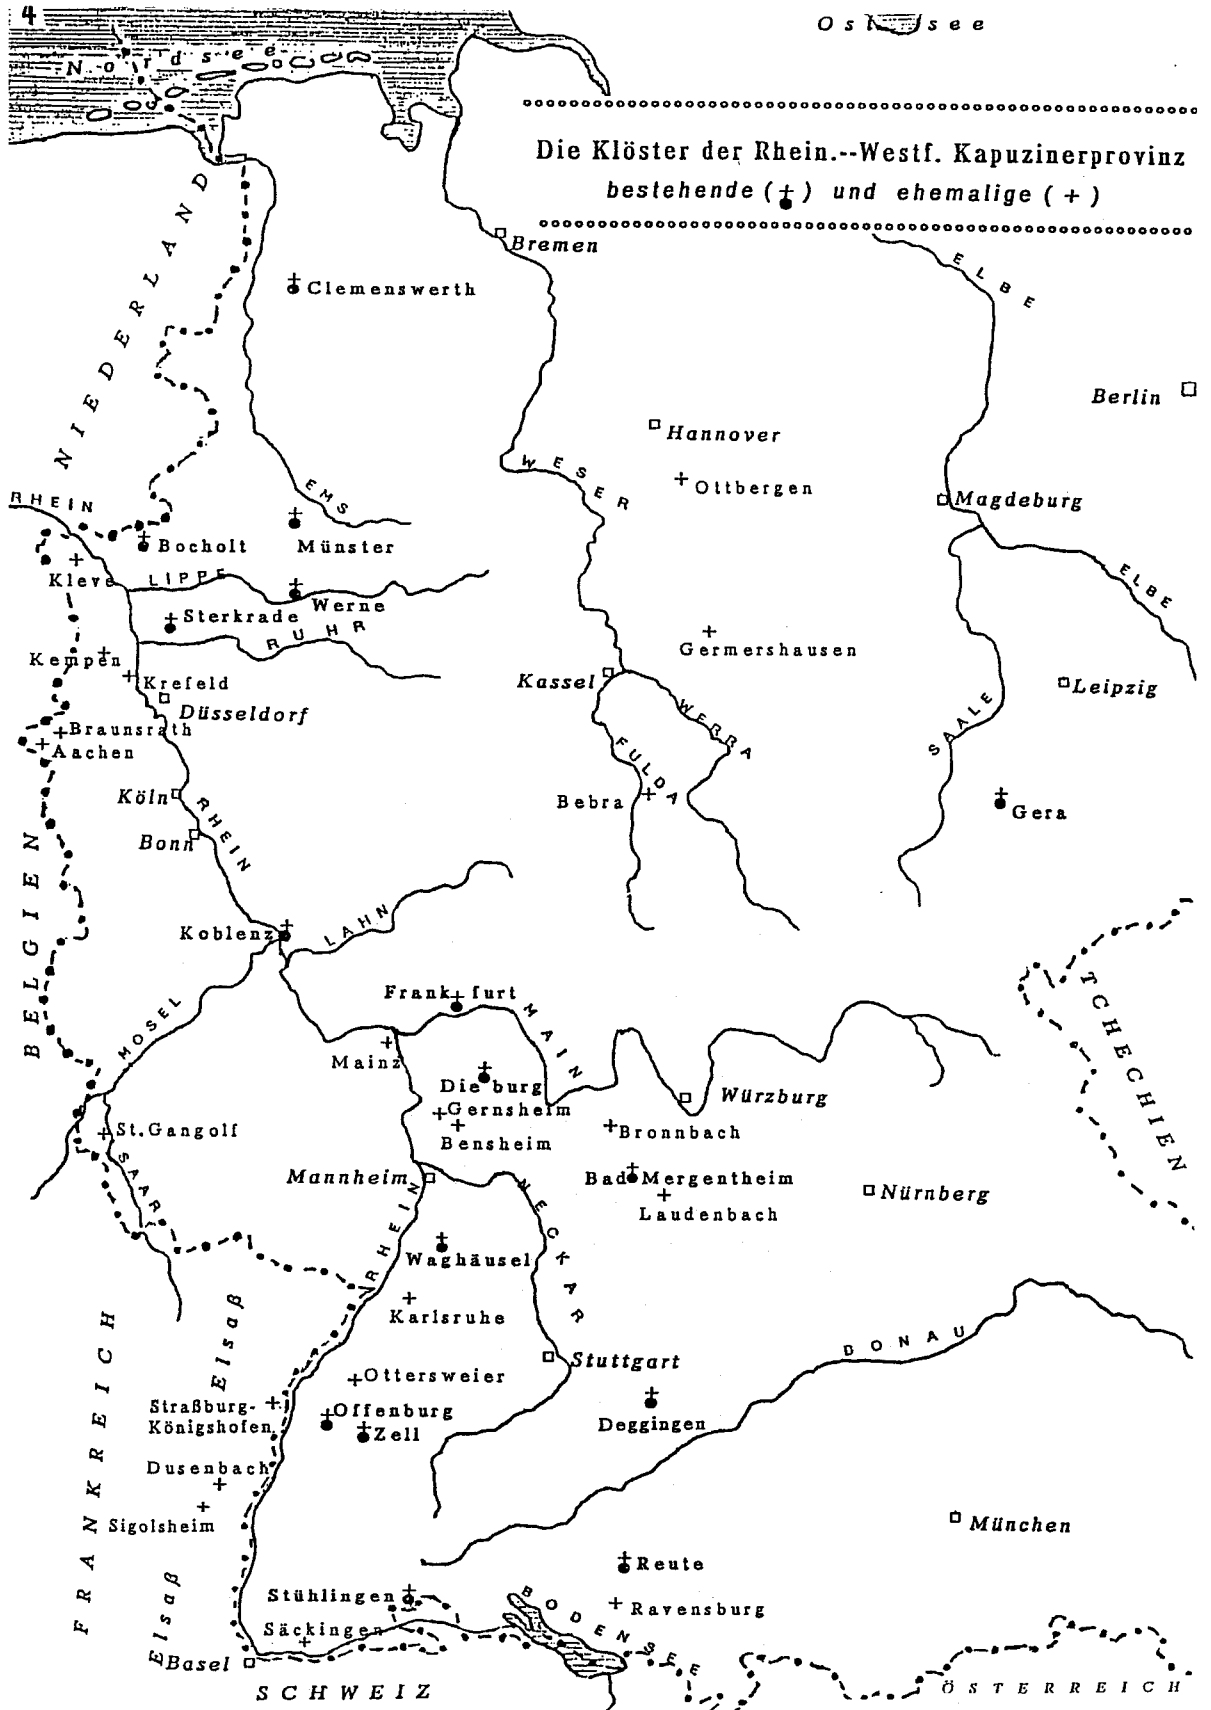 4
Ostsee
Nordsee
Die Klöster der Rhein.--Westf. Kapuzinerprovinz
bestehende ( ) und ehemalige ( + )
NIEDERLAND
Bremen
ELBE
Clemenswerth
Berlin
Hannover
WESER
Ottbergen
EMS
Magdeburg
RHEIN
Bocholt
Münster
Kleve
LIPPE
ELBE
Werne
Sterkrade
RUHR
Germershausen
Kempen
Krefeld
Kassel
Leipzig
Düsseldorf
WERRA
SAALE
Braunsrath
Aachen
FULDA
Köln
RHEIN
Bebra
Gera
Bonn
BELGIEN
LAHN
Koblenz
TCHECHIEN
Frankfurt
MAIN
MOSEL
Mainz
Dieburg
Würzburg
Gernsheim
St.Gangolf
Bensheim
Bronnbach
SAAR
Mannheim
Bad Mergentheim
NECKAR
Nürnberg
Laudenbach
RHEIN
Waghäusel
Karlsruhe
Elsaß
FRANKREICH
DONAU
Stuttgart
Ottersweier
Straßburg-
Königshofen
Offenburg
Zell
Deggingen
Dusenbach
Sigolsheim
München
Reute
Elsaß
Stühlingen
BODENSEE
Ravensburg
Säckingen
Basel
SCHWEIZ
ÖSTERREICH